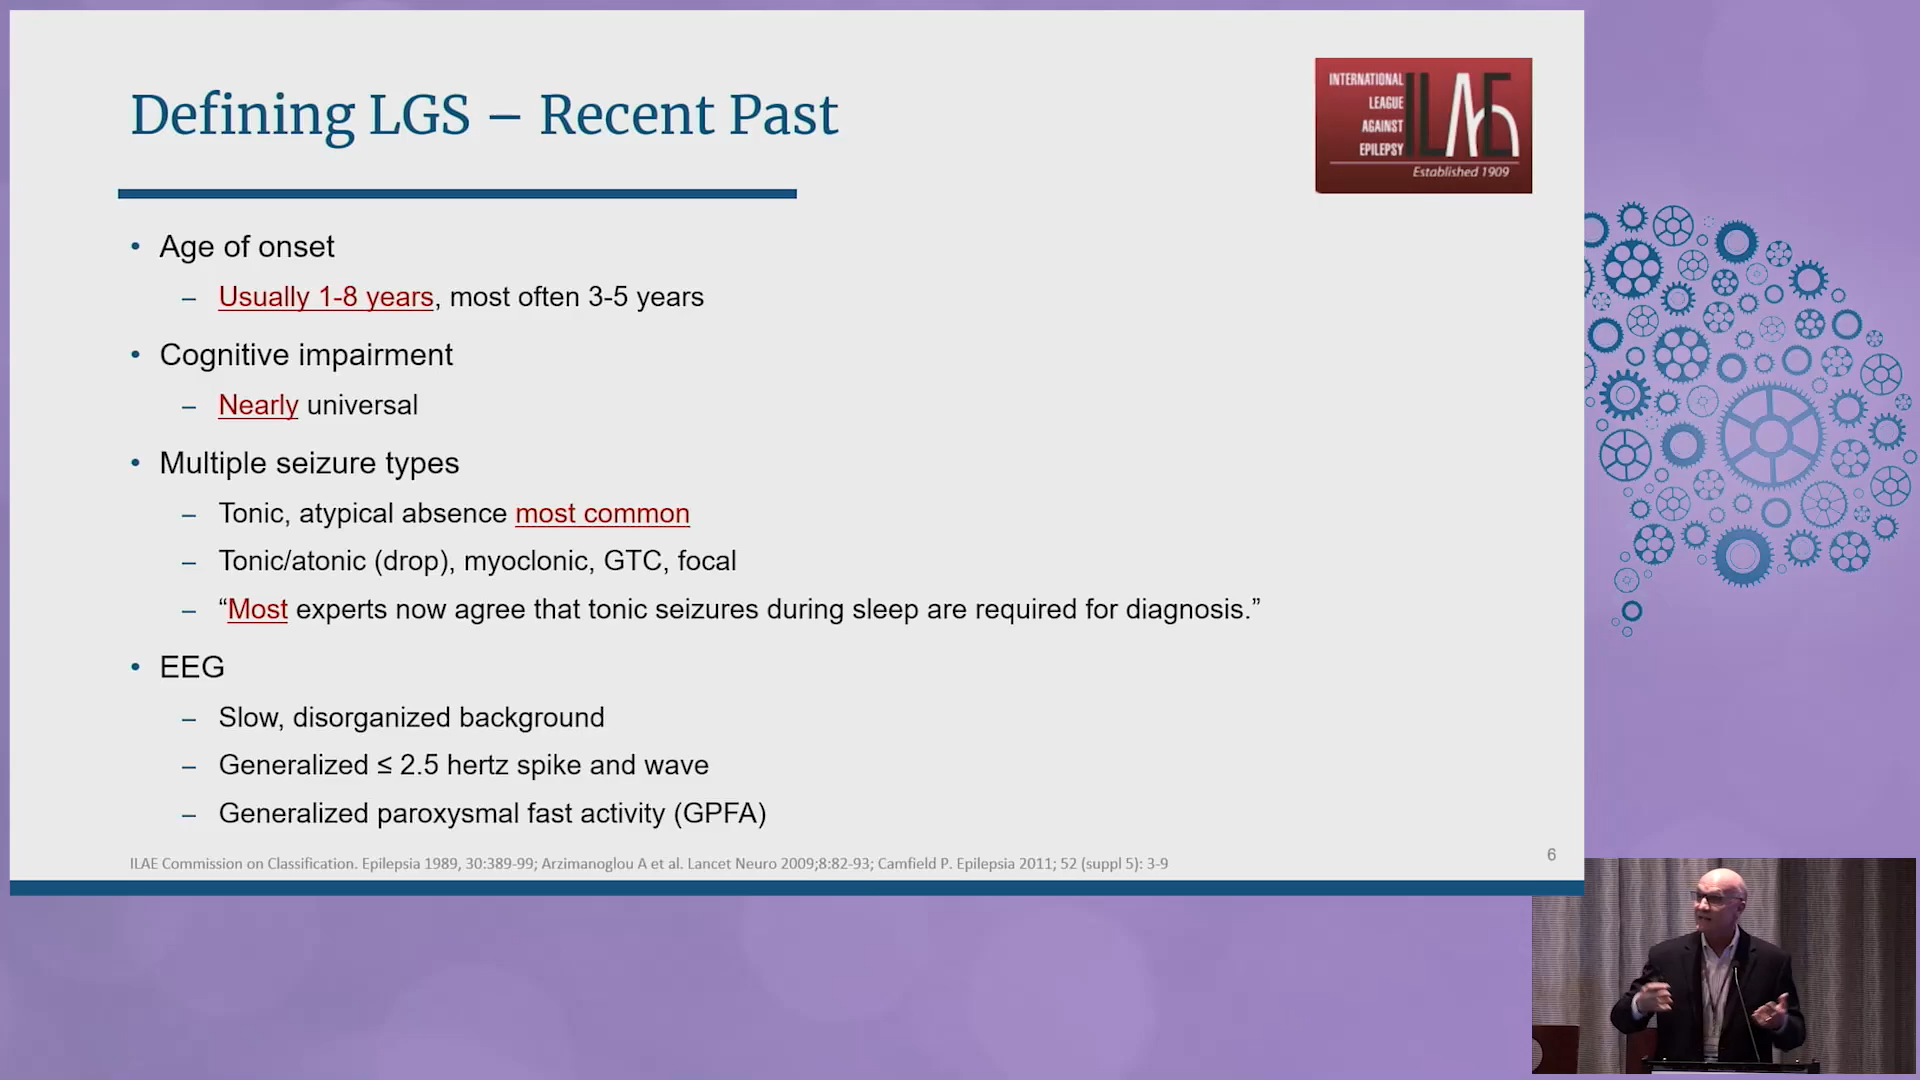 Defining LGS – Recent Past
INTERNATIONAL
LEAGUE
AGAINST
EPILEPSY
ILAE
Established 1909
• Age of onset
– Usually 1-8 years, most often 3-5 years
• Cognitive impairment
– Nearly universal
• Multiple seizure types
– Tonic, atypical absence most common
– Tonic/atonic (drop), myoclonic, GTC, focal
– “Most experts now agree that tonic seizures during sleep are required for diagnosis.”
• EEG
– Slow, disorganized background
– Generalized ≤ 2.5 hertz spike and wave
– Generalized paroxysmal fast activity (GPFA)
ILAE Commission on Classification. Epilepsia 1989, 30:389-99; Arzimanoglou A et al. Lancet Neuro 2009;8:82-93; Camfield P. Epilepsia 2011; 52 (suppl 5): 3-9
6